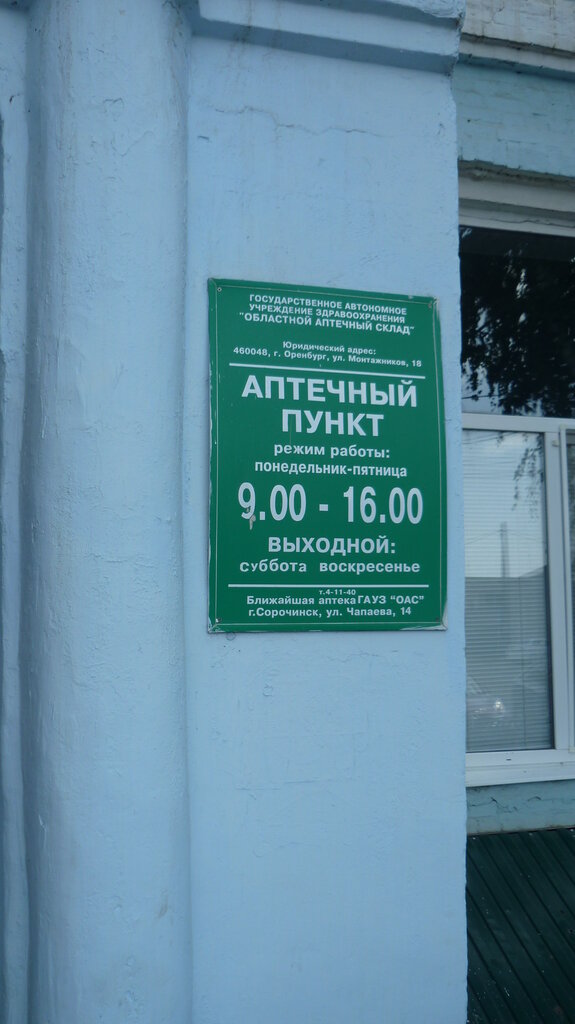 ГОСУДАРСТВЕННОЕ АВТОНОМНОЕ
УЧРЕЖДЕНИЕ ЗДРАВООХРАНЕНИЯ
"ОБЛАСТНОЙ АПТЕЧНЫЙ СКЛАД"
Юридический адрес:
460048, г. Оренбург, ул. Монтажников, 18
АПТЕЧНЫЙ
ПУНКТ
режим работы:
понедельник-пятница
9.00 - 16.00
ВЫХОДНОЙ:
суббота воскресенье
т.4-11-40
Ближайшая аптека ГАУЗ "ОАС"
г.Сорочинск, ул. Чапаева, 14